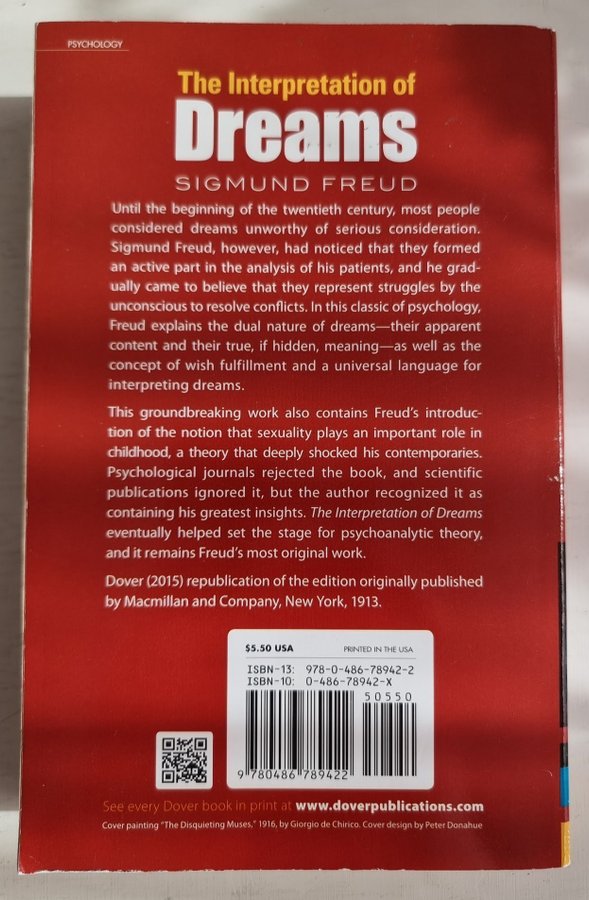 PSYCHOLOGY
The Interpretation of
Dreams
SIGMUND FREUD
Until the beginning of the twentieth century, most people
considered dreams unworthy of serious consideration.
Sigmund Freud, however, had noticed that they formed
an active part in the analysis of his patients, and he grad-
ually came to believe that they represent struggles by the
unconscious to resolve conflicts. In this classic of psychology,
Freud explains the dual nature of dreams—their apparent
content and their true, if hidden, meaning—as well as the
concept of wish fulfillment and a universal language for
interpreting dreams.
This groundbreaking work also contains Freud's introduc-
tion of the notion that sexuality plays an important role in
childhood, a theory that deeply shocked his contemporaries.
Psychological journals rejected the book, and scientific
publications ignored it, but the author recognized it as
containing his greatest insights. The Interpretation of Dreams
eventually helped set the stage for psychoanalytic theory,
and it remains Freud's most original work.
Dover (2015) republication of the edition originally published
by Macmillan and Company, New York, 1913.
$5.50 USA PRINTED IN THE USA
ISBN-13: 978-0-486-78942-2
ISBN-10: 0-486-78942-X
50550
9 780486 789422
See every Dover book in print at www.doverpublications.com
Cover painting "The Disquieting Muses," 1916, by Giorgio de Chirico. Cover design by Peter Donahue